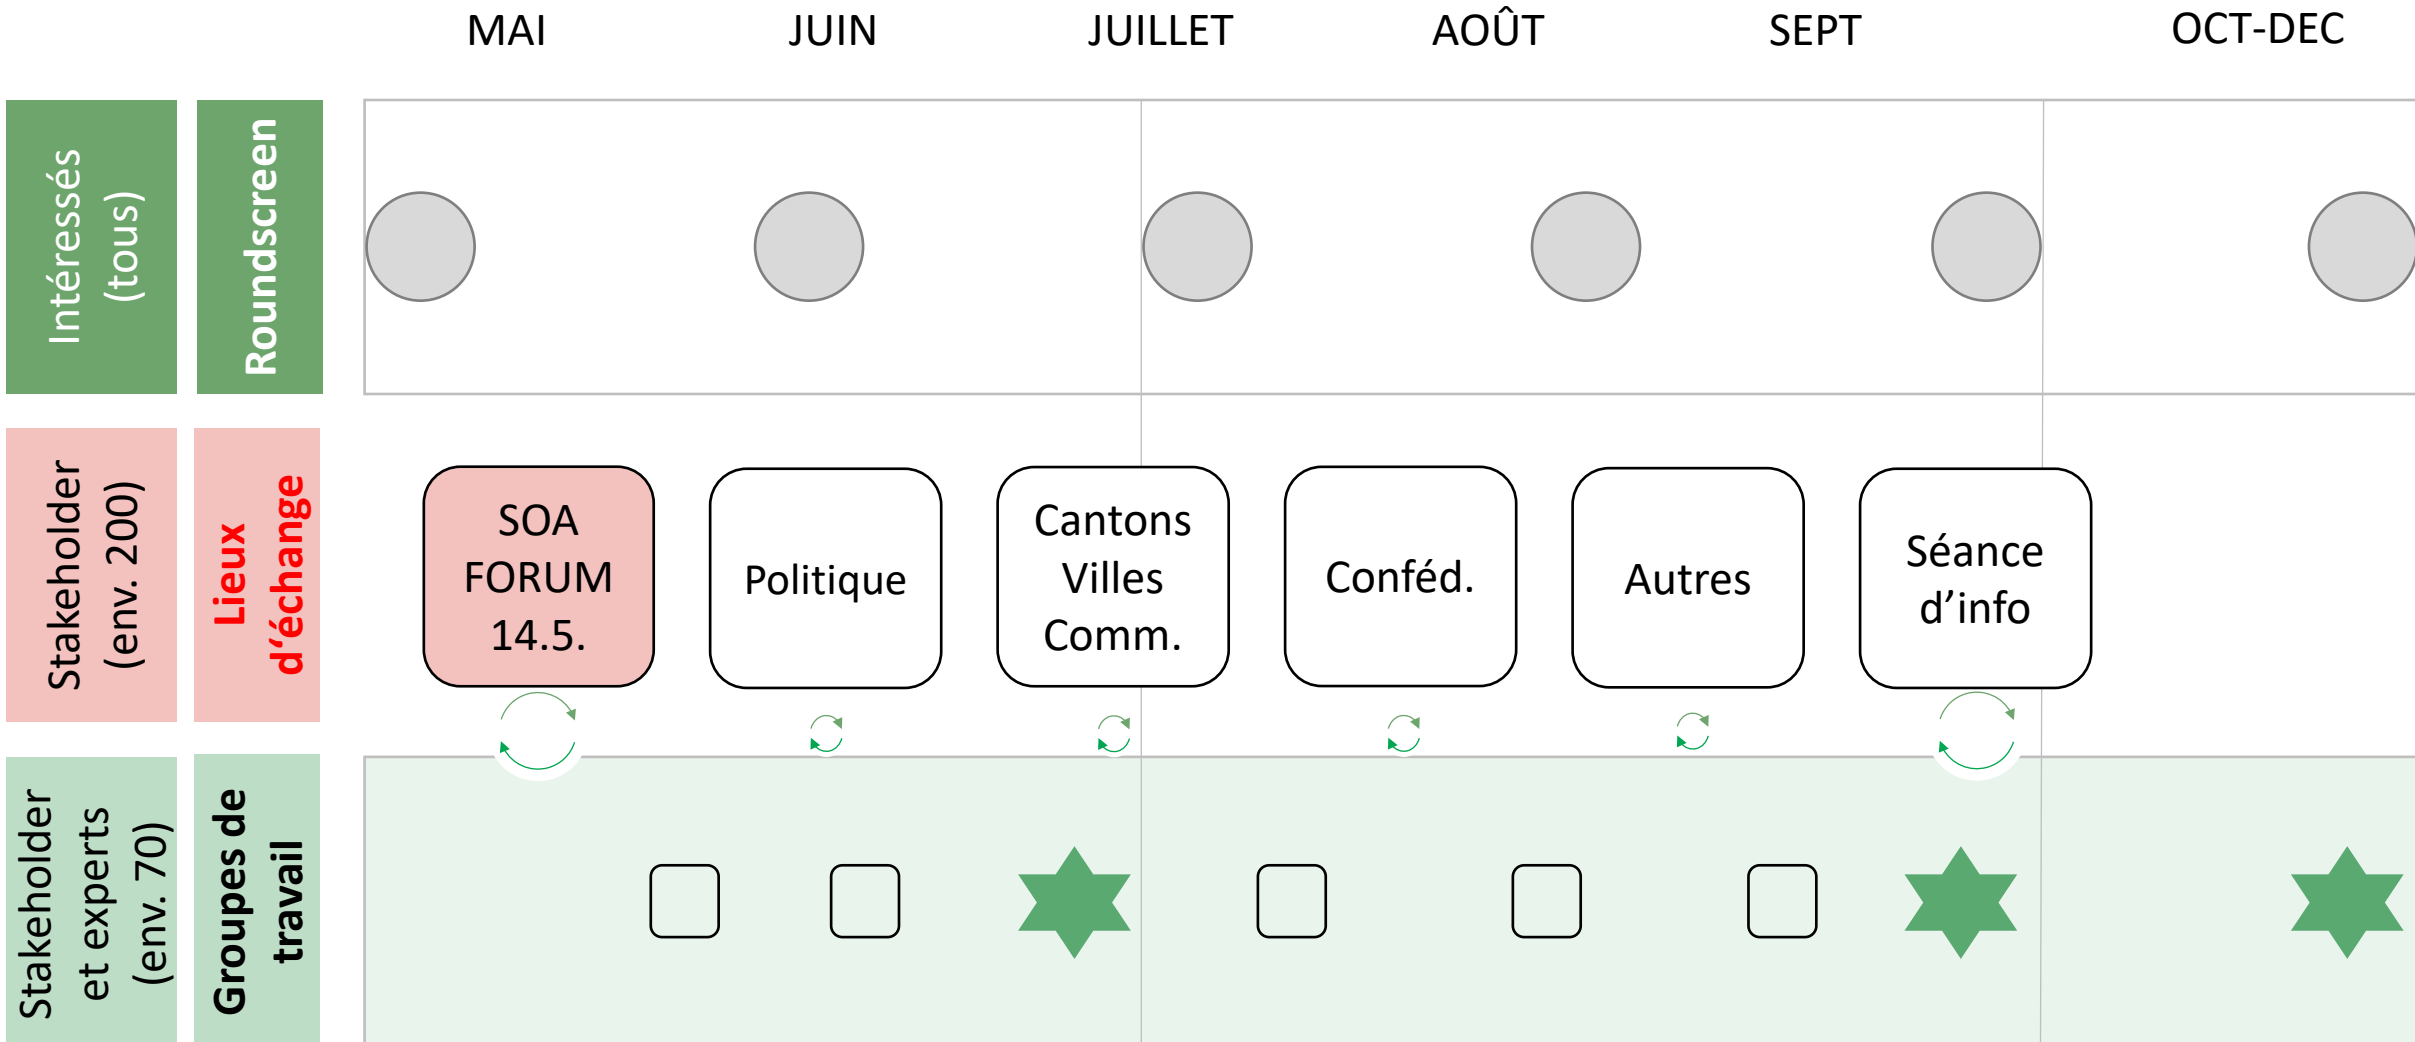 MAI JUIN JUILLET AOÛT SEPT OCT-DEC
Intéressés
(tous)
Roundscreen
Stakeholder
(env. 200)
Lieux
d‘échange
SOA
FORUM
14.5.
Politique
Cantons
Villes
Comm.
Conféd.
Autres
Séance
d’info
Stakeholder
et experts
(env. 70)
Groupes de
travail